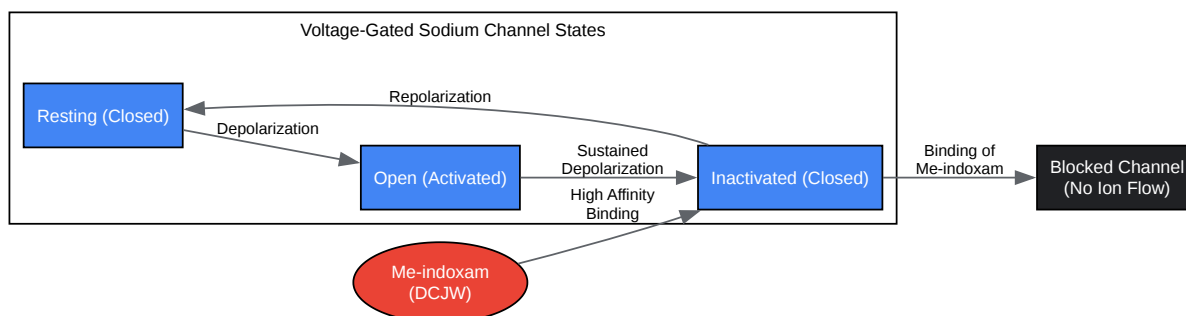 Voltage-Gated Sodium Channel States
Resting (Closed)
Repolarization
Depolarization
Open (Activated)
Sustained
Depolarization
Inactivated (Closed)
High Affinity
Binding
Binding of
Me-indoxam
Blocked Channel
(No Ion Flow)
Me-indoxam
(DCJW)